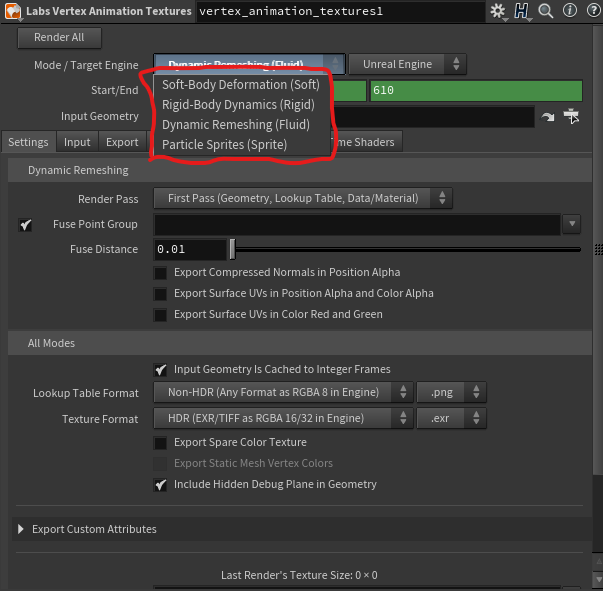 Labs Vertex Animation Textures vertex_animation_textures1
Render All
Mode / Target Engine Dynamic Remeshing (Fluid) Unreal Engine
Soft-Body Deformation (Soft)
Rigid-Body Dynamics (Rigid)
Dynamic Remeshing (Fluid)
Particle Sprites (Sprite)
Start/End 610
Input Geometry
Settings Input Export me Shaders
Dynamic Remeshing
Render Pass First Pass (Geometry, Lookup Table, Data/Material)
Fuse Point Group
Fuse Distance 0.01
Export Compressed Normals in Position Alpha
Export Surface UVs in Position Alpha and Color Alpha
Export Surface UVs in Color Red and Green
All Modes
Input Geometry Is Cached to Integer Frames
Lookup Table Format Non-HDR (Any Format as RGBA 8 in Engine) .png
Texture Format HDR (EXR/TIFF as RGBA 16/32 in Engine) .exr
Export Spare Color Texture
Export Static Mesh Vertex Colors
Include Hidden Debug Plane in Geometry
Export Custom Attributes
Last Render's Texture Size: 0 × 0